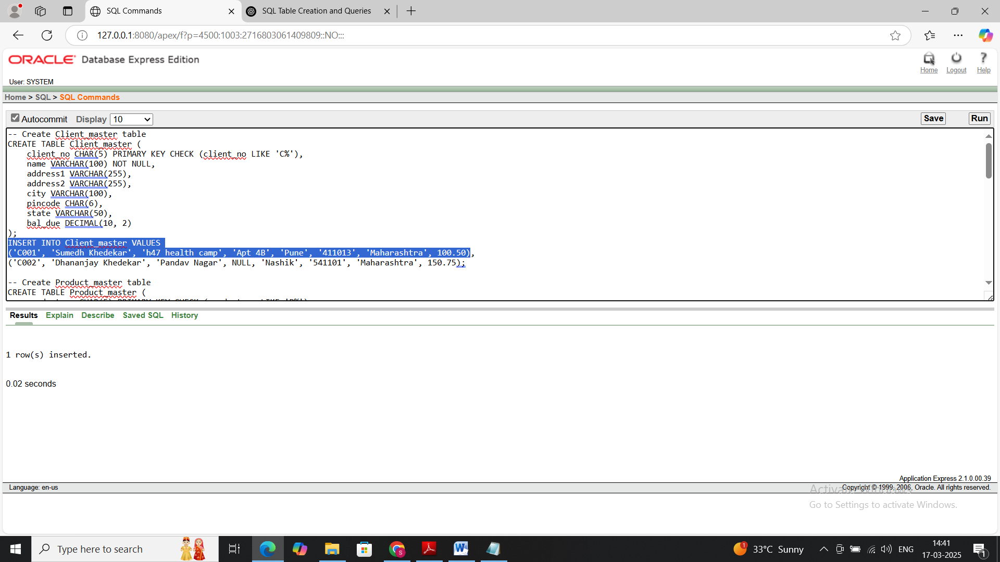 SQL Commands
SQL Table Creation and Queries
127.0.0.1:8080/apex/f?p=4500:1003:2716803061409809::NO:::
ORACLE Database Express Edition
Home
Logout
Help
User: SYSTEM
Home > SQL > SQL Commands
Autocommit Display 10
Save
Run
-- Create Client_master table
CREATE TABLE Client_master (
client_no CHAR(5) PRIMARY KEY CHECK (client_no LIKE 'C%'),
name VARCHAR(100) NOT NULL,
address1 VARCHAR(255),
address2 VARCHAR(255),
city VARCHAR(100),
pincode CHAR(6),
state VARCHAR(50),
bal_due DECIMAL(10, 2)
);
INSERT INTO Client_master VALUES
('C001', 'Sumedh Khedekar', 'h47 health camp', 'Apt 4B', 'Pune', '411013', 'Maharashtra', 100.50),
('C002', 'Dhananjay Khedekar', 'Pandav Nagar', NULL, 'Nashik', '541101', 'Maharashtra', 150.75);
-- Create Product_master table
CREATE TABLE Product_master (
Results Explain Describe Saved SQL History
1 row(s) inserted.
0.02 seconds
Application Express 2.1.0.00.39
Language: en-us
Copyright © 1999, 2006, Oracle. All rights reserved.
Activate Windows
Go to Settings to activate Windows.
Type here to search
1
33°C Sunny
ENG
14:41
17-03-2025
1